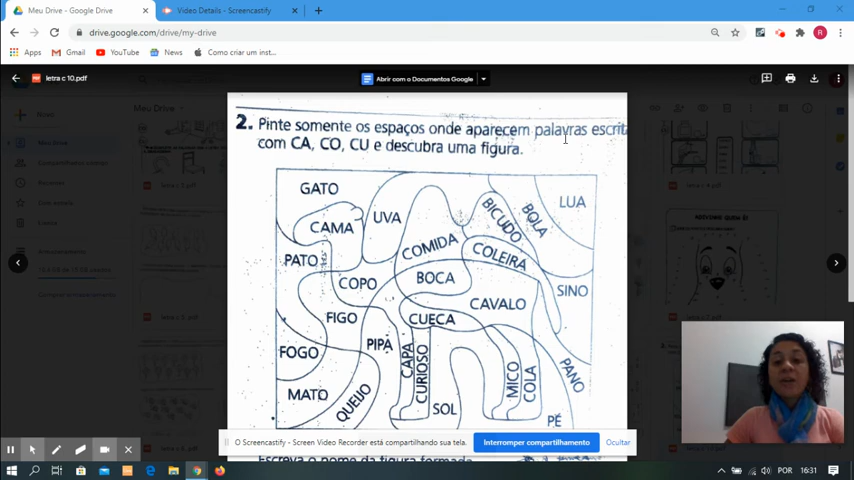 Meu Drive - Google Drive
Video Details - Screencastify
drive.google.com/drive/my-drive
Apps
Gmail
YouTube
News
Como criar um inst...
letra c 10.pdf
Abrir com o Documentos Google
Meu Drive
2. Pinte somente os espaços onde aparecem palavras escrita
com CA, CO, CU e descubra uma figura.
GATO
LUA
CAMA
UVA
BICUDO
BOLA
PATO
COMIDA
COLEIRA
COPO
BOCA
SINO
FIGO
CUECA
CAVALO
FOGO
PIPA
CAPA
CURIOSO
MICO
COLA
PANO
MATO
QUEIJO
SOL
PÉ
O Screencastify - Screen Video Recorder está compartilhando sua tela.
Interromper compartilhamento
Ocultar
Escreva o nome da figura formada
POR
16:31